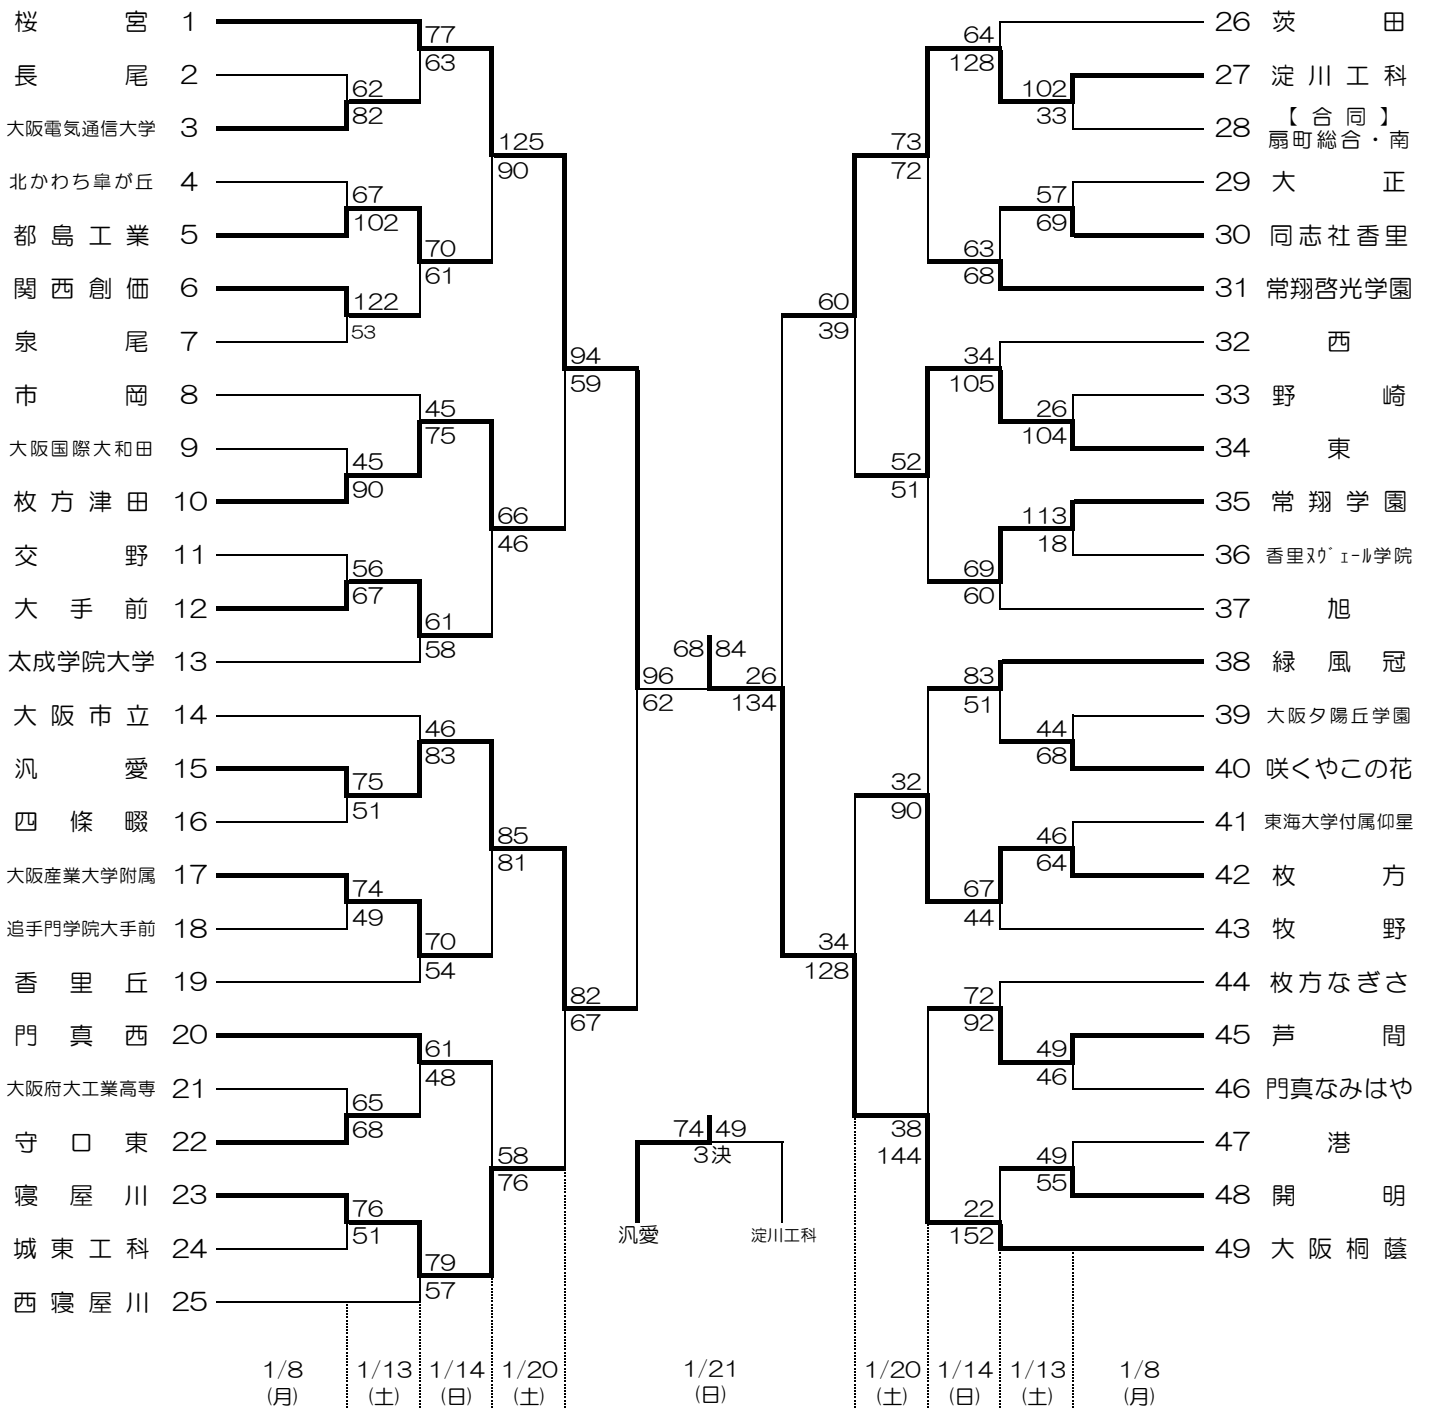 桜宮 1
長尾 2
大阪電気通信大学 3
北かわち皐が丘 4
都島工業 5
関西創価 6
泉尾 7
市岡 8
大阪国際大和田 9
枚方津田 10
交野 11
大手前 12
太成学院大学 13
大阪市立 14
汎愛 15
四條畷 16
大阪産業大学附属 17
追手門学院大手前 18
香里丘 19
門真西 20
大阪府大工業高専 21
守口東 22
寝屋川 23
城東工科 24
西寝屋川 25
62
82
67
102
122
53
45
90
56
67
75
51
74
49
65
68
76
51
77
63
70
61
45
75
61
58
46
83
70
54
61
48
79
57
125
90
66
46
85
81
58
76
94
59
82
67
96
62
68 84
26
134
74 49
3決
汎愛
淀川工科
60
39
34
128
73
72
52
51
32
90
38
144
64
128
63
68
34
105
69
60
83
51
67
44
72
92
22
152
102
33
57
69
26
104
113
18
44
68
46
64
49
46
49
55
26 茨田
27 淀川工科
28 【合同】
扇町総合・南
29 大正
30 同志社香里
31 常翔啓光学園
32 西
33 野崎
34 東
35 常翔学園
36 香里ﾇｳﾞｪｰﾙ学院
37 旭
38 緑風冠
39 大阪夕陽丘学園
40 咲くやこの花
41 東海大学付属仰星
42 枚方
43 牧野
44 枚方なぎさ
45 芦間
46 門真なみはや
47 港
48 開明
49 大阪桐蔭
1/8 1/13 1/14 1/20 1/21 1/20 1/14 1/13 1/8
(月) (土) (日) (土) (日) (土) (日) (土) (月)